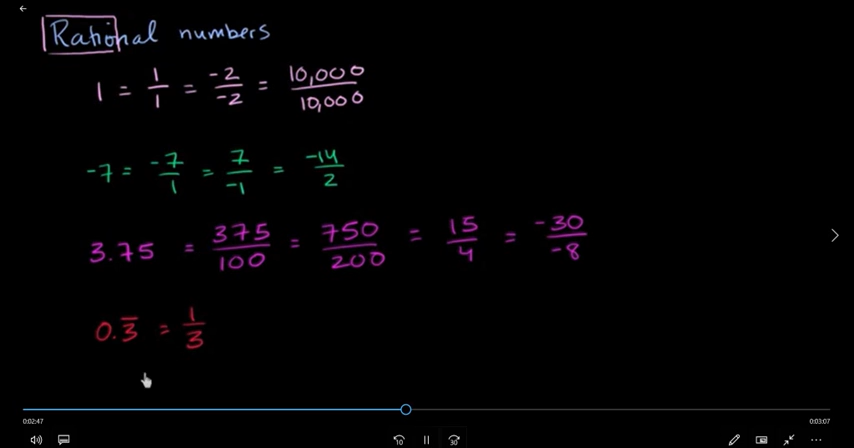 Rational numbers
1 = 1/1 = -2/-2 = 10,000/10,000
-7 = -7/1 = 7/-1 = -14/2
3.75 = 375/100 = 750/200 = 15/4 = -30/-8
0.3̅ = 1/3
0:02:47
0:03:07
10
30